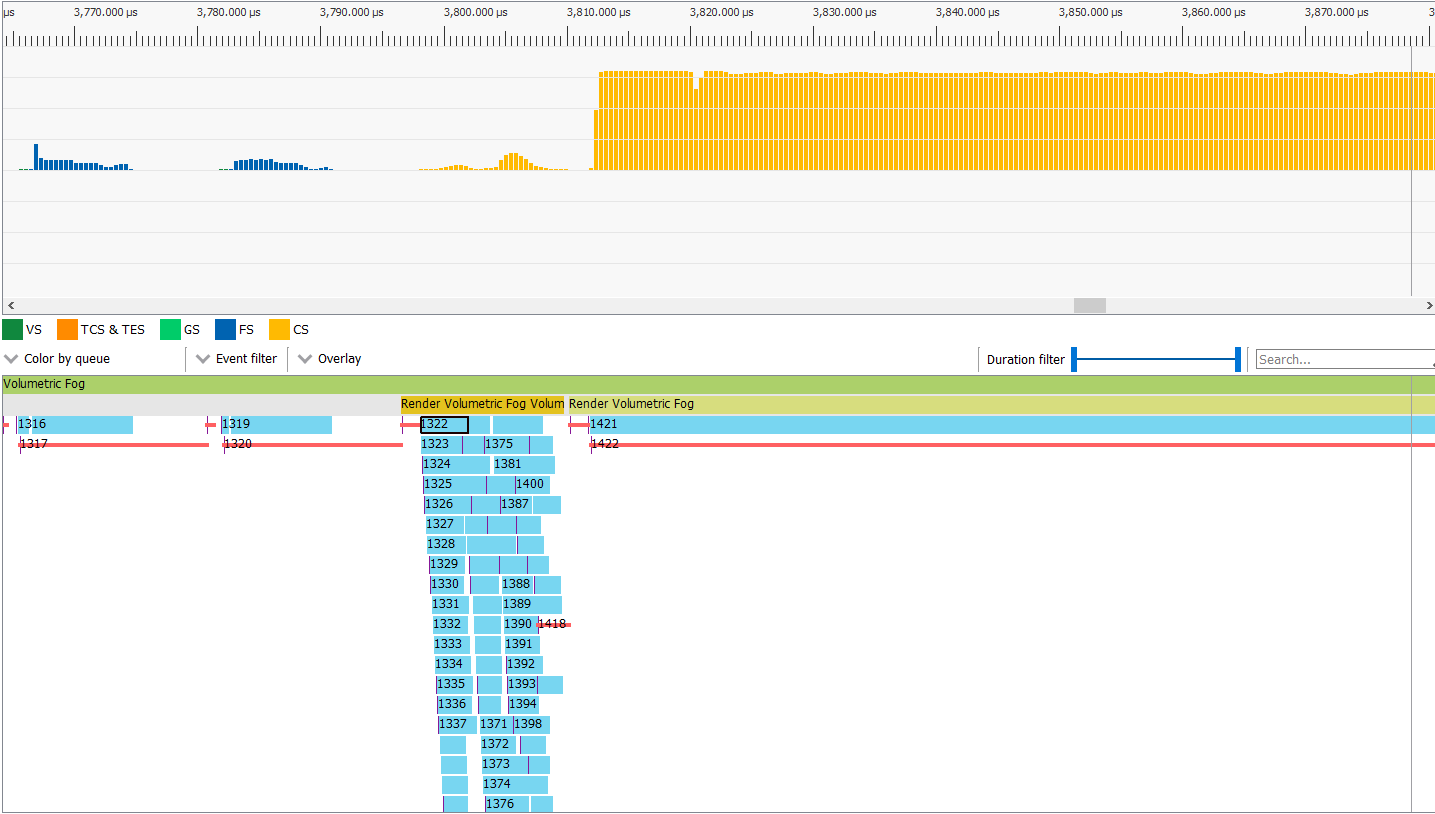 µs 3,770.000 µs 3,780.000 µs 3,790.000 µs 3,800.000 µs 3,810.000 µs 3,820.000 µs 3,830.000 µs 3,840.000 µs 3,850.000 µs 3,860.000 µs 3,870.000 µs 3
VS TCS & TES GS FS CS
Color by queue Event filter Overlay Duration filter Search...
Volumetric Fog
Render Volumetric Fog Volum Render Volumetric Fog
1316 1319 1322 1421
1317 1320 1323 1375 1422
1324 1381
1325 1400
1326 1387
1327
1328
1329
1330 1388
1331 1389
1332 1390 1418
1333 1391
1334 1392
1335 1393
1336 1394
1337 1371 1398
1372
1373
1374
1376